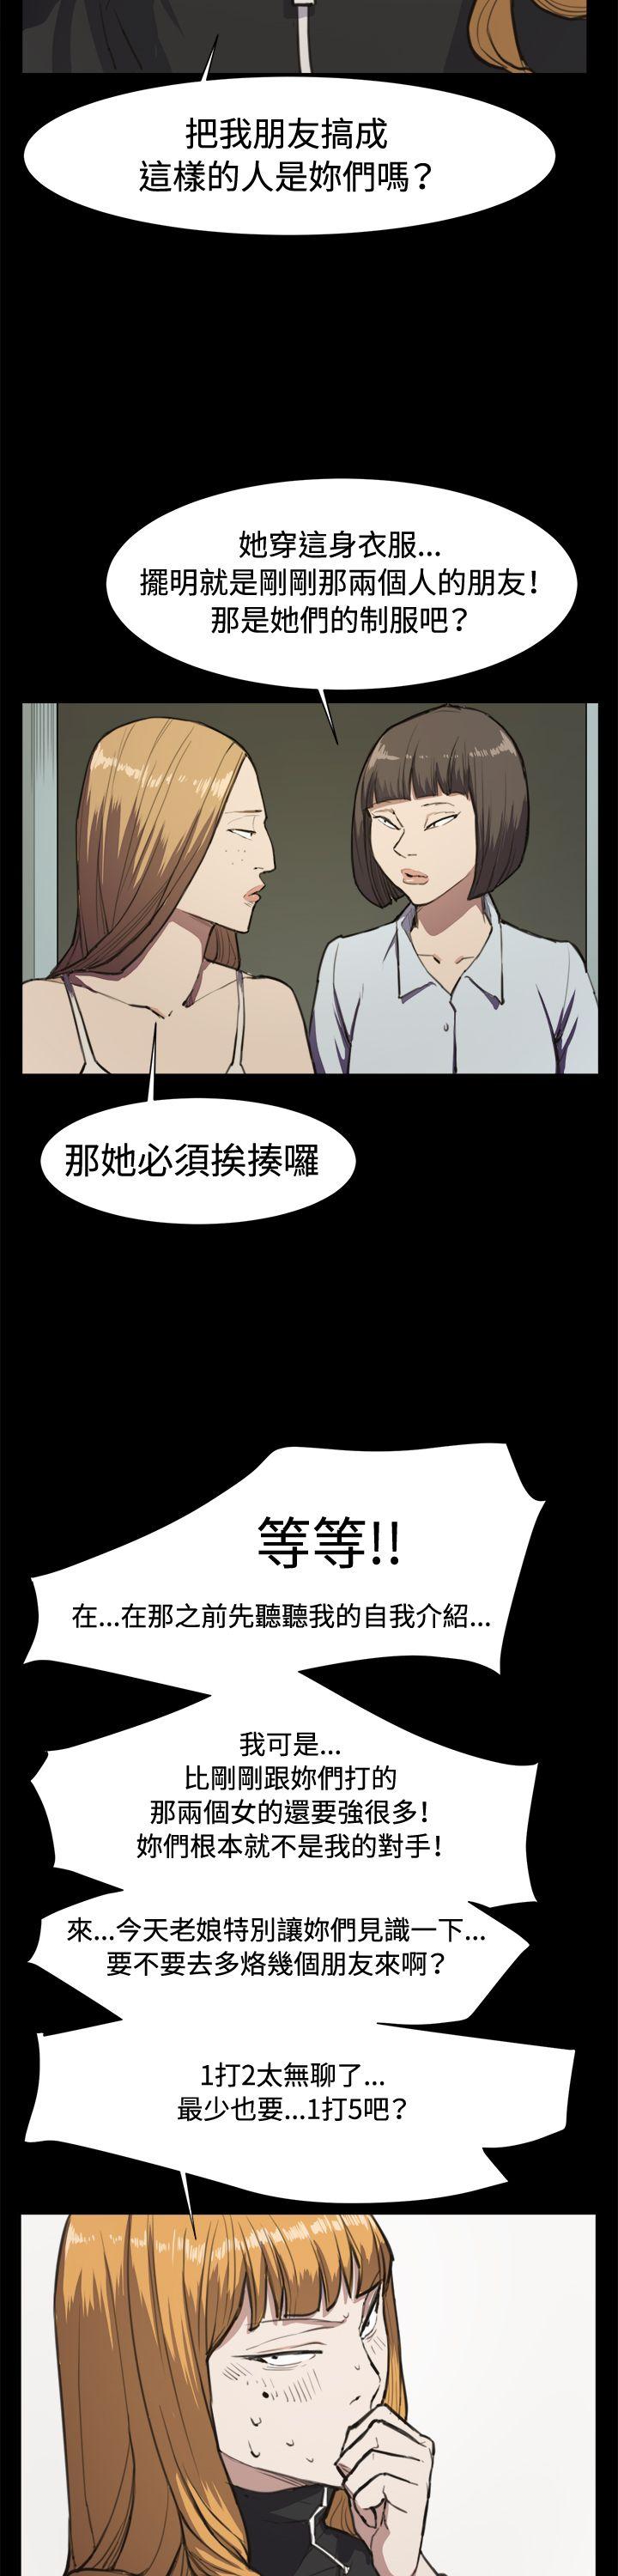 把我朋友搞成
這樣的人是妳們嗎？
她穿這身衣服...
擺明就是剛剛那兩個人的朋友！
那是她們的制服吧？
那她必須挨揍囉
等等!!
在...在那之前先聽聽我的自我介紹...
我可是...
比剛剛跟妳們打的
那兩個女的還要強很多！
妳們根本就不是我的對手！
來...今天老娘特別讓妳們見識一下...
要不要去多烙幾個朋友來啊？
1打2太無聊了...
最少也要...1打5吧？